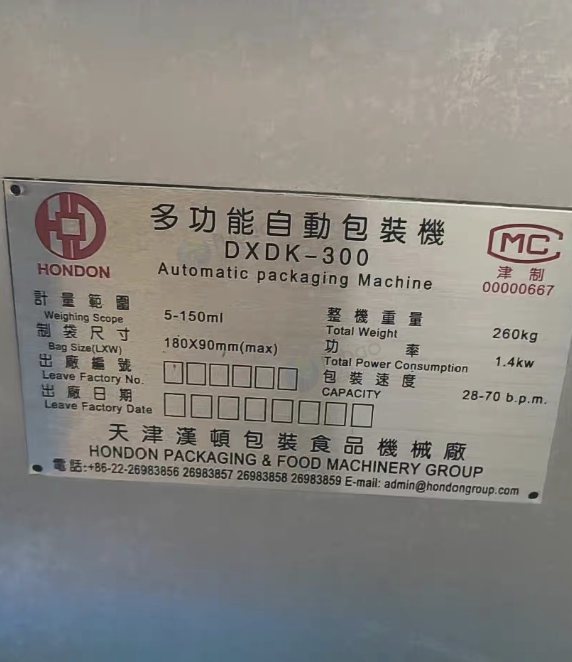 多功能自動包裝機
DXDK-300
Automatic packaging Machine
HONDON
MC
津制
00000667
計量範圍
Weighing Scope 5-150ml
制袋尺寸
Bag Size(LXW) 180X90mm(max)
出廠編號
Leave Factory No.
出廠日期
Leave Factory Date
整機重量
Total Weight 260kg
功率
Total Power Consumption 1.4kw
包裝速度
CAPACITY 28-70 b.p.m.
天津漢頓包裝食品機械廠
HONDON PACKAGING & FOOD MACHINERY GROUP
電話:+86-22-26983856 26983857 26983858 26983859 E-mail: admin@hondongroup.com